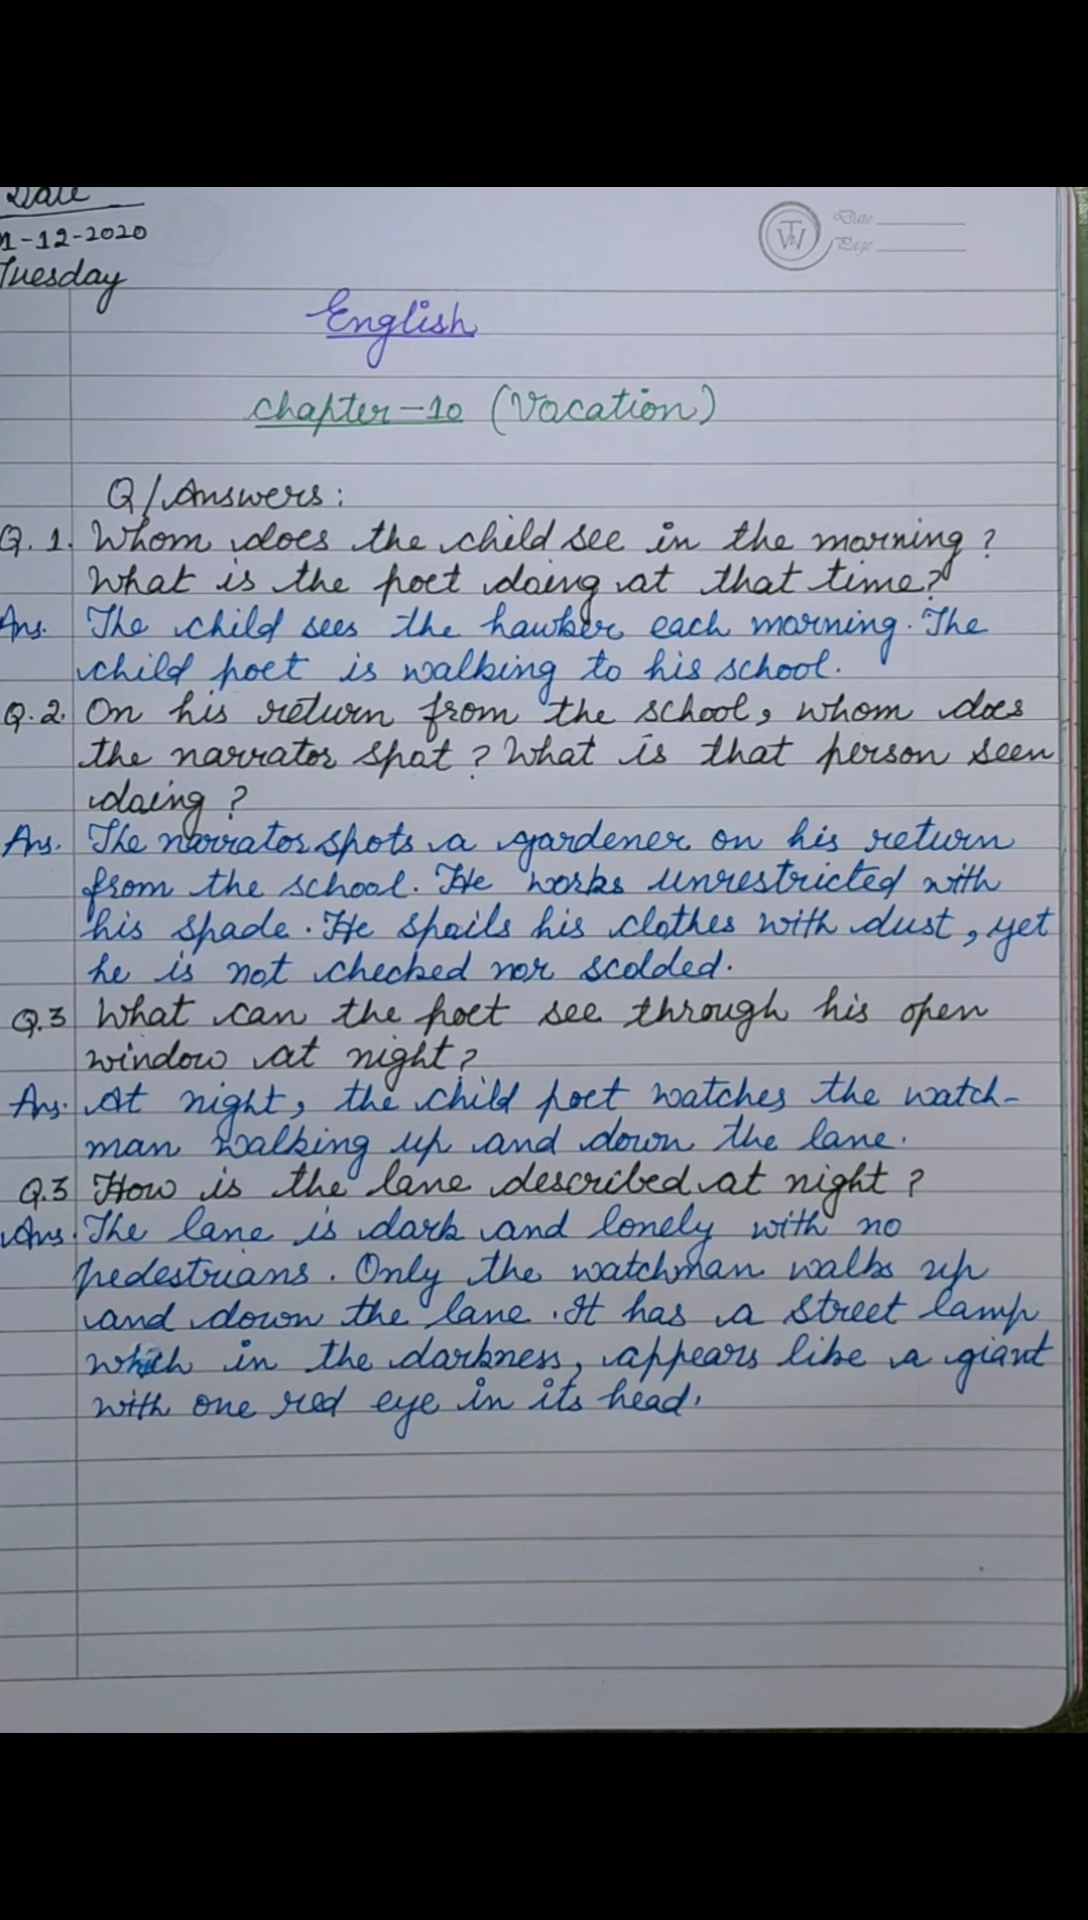 Date
1-12-2020
Tuesday
Date
Page
English
Chapter-10 (Vocation)
Q/Answers:
Q.1. Whom does the child see in the morning?
What is the poet doing at that time?
Ans. The child sees the hawker each morning. The
child poet is walking to his school.
Q.2. On his return from the school, whom does
the narrator spot? What is that person seen
doing?
Ans. The narrator spots a gardener on his return
from the school. He works unrestricted with
his spade. He spoils his clothes with dust, yet
he is not checked nor scolded.
Q.3 What can the poet see through his open
window at night?
Ans. At night, the child poet watches the watch-
man walking up and down the lane.
Q.3 How is the lane described at night?
Ans. The lane is dark and lonely with no
pedestrians. Only the watchman walks up
and down the lane. It has a street lamp
which in the darkness, appears like a giant
with one red eye in its head.